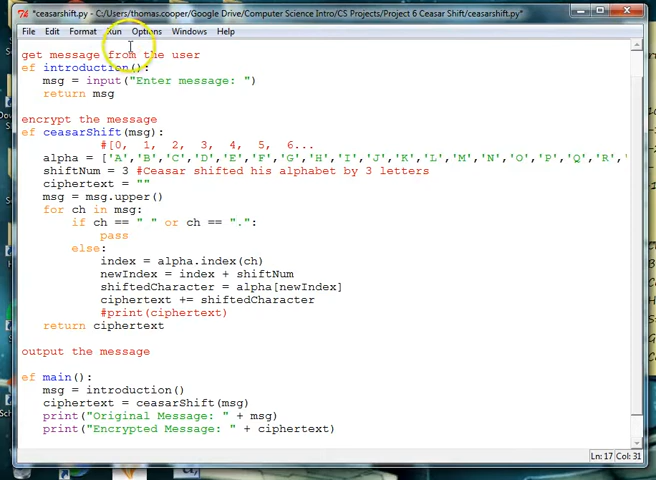 *ceasarshift.py - C:/Users/thomas.cooper/Google Drive/Computer Science Intro/CS Projects/Project 6 Ceasar Shift/ceasarshift.py*
File Edit Format Run Options Windows Help
get message from the user
ef introduction():
msg = input("Enter message: ")
return msg
encrypt the message
ef ceasarShift(msg):
#[0, 1, 2, 3, 4, 5, 6...
alpha = ['A','B','C','D','E','F','G','H','I','J','K','L','M','N','O','P','Q','R','
shiftNum = 3 #Ceasar shifted his alphabet by 3 letters
ciphertext = ""
msg = msg.upper()
for ch in msg:
if ch == " " or ch == ".":
pass
else:
index = alpha.index(ch)
newIndex = index + shiftNum
shiftedCharacter = alpha[newIndex]
ciphertext += shiftedCharacter
#print(ciphertext)
return ciphertext
output the message
ef main():
msg = introduction()
ciphertext = ceasarShift(msg)
print("Original Message: " + msg)
print("Encrypted Message: " + ciphertext)
Ln: 17 Col: 31